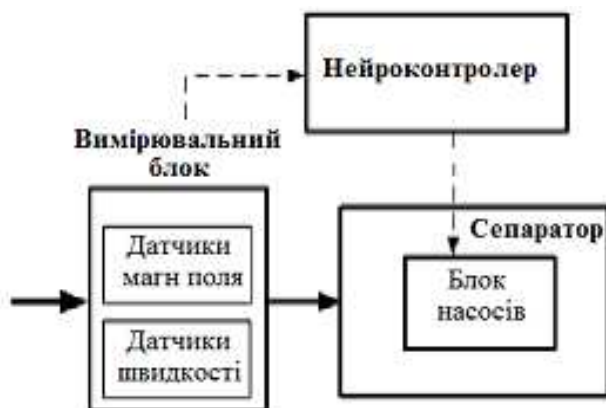 Нейроконтролер
Вимірювальний
блок
Датчики
магн поля
Датчики
швидкості
Сепаратор
Блок
насосів